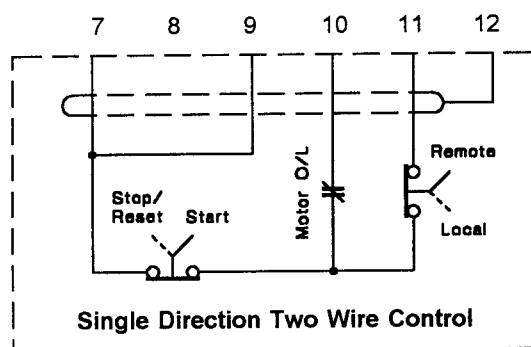 7 8 9 10 11 12
Remote
Motor O/L
Stop/
Reset Start
Local
Single Direction Two Wire Control